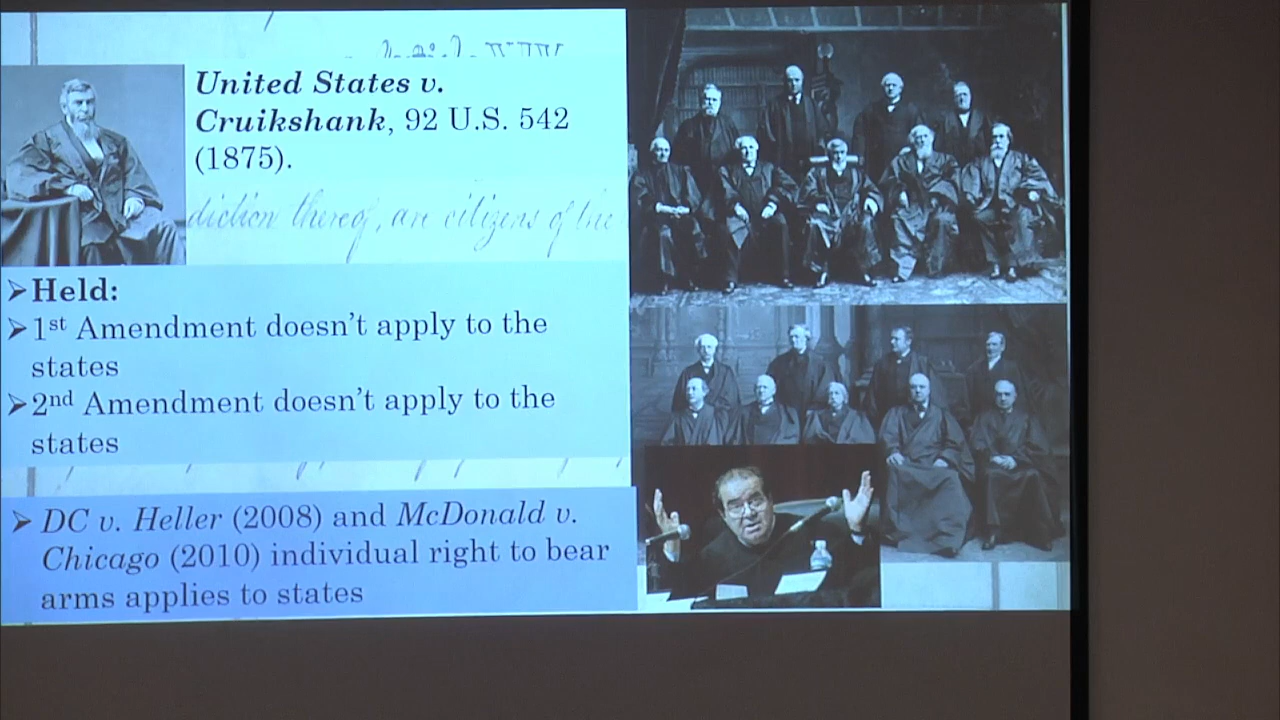 United States v.
Cruikshank, 92 U.S. 542
(1875).
diction thereof, are citizens of the
➢Held:
➢1st Amendment doesn't apply to the
states
➢2nd Amendment doesn't apply to the
states
➢ DC v. Heller (2008) and McDonald v.
Chicago (2010) individual right to bear
arms applies to states